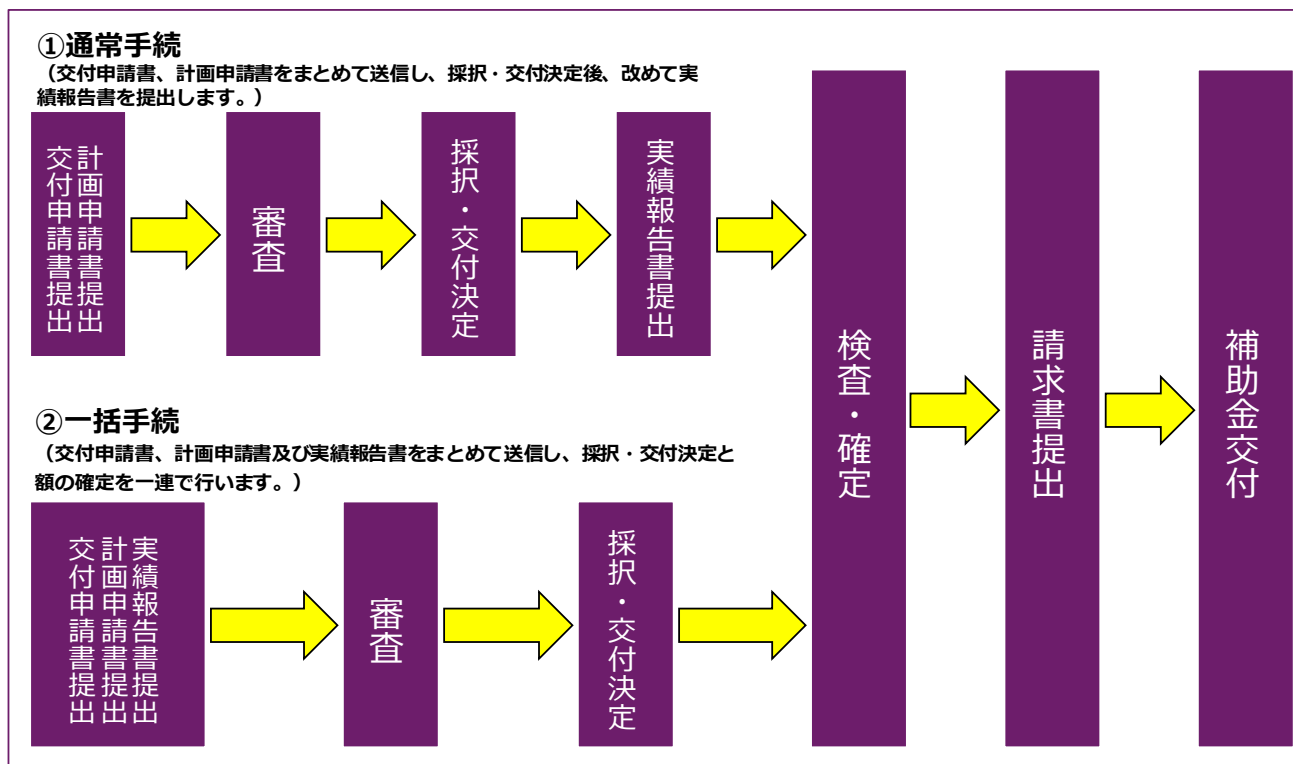 ①通常手続
（交付申請書、計画申請書をまとめて送信し、採択・交付決定後、改めて実
績報告書を提出します。）
計画申請書提出
交付申請書提出
審査
採択・交付決定
実績報告書提出
②一括手続
（交付申請書、計画申請書及び実績報告書をまとめて送信し、採択・交付決定と
額の確定を一連で行います。）
実績報告書提出
計画申請書提出
交付申請書提出
審査
採択・交付決定
検査・確定
請求書提出
補助金交付